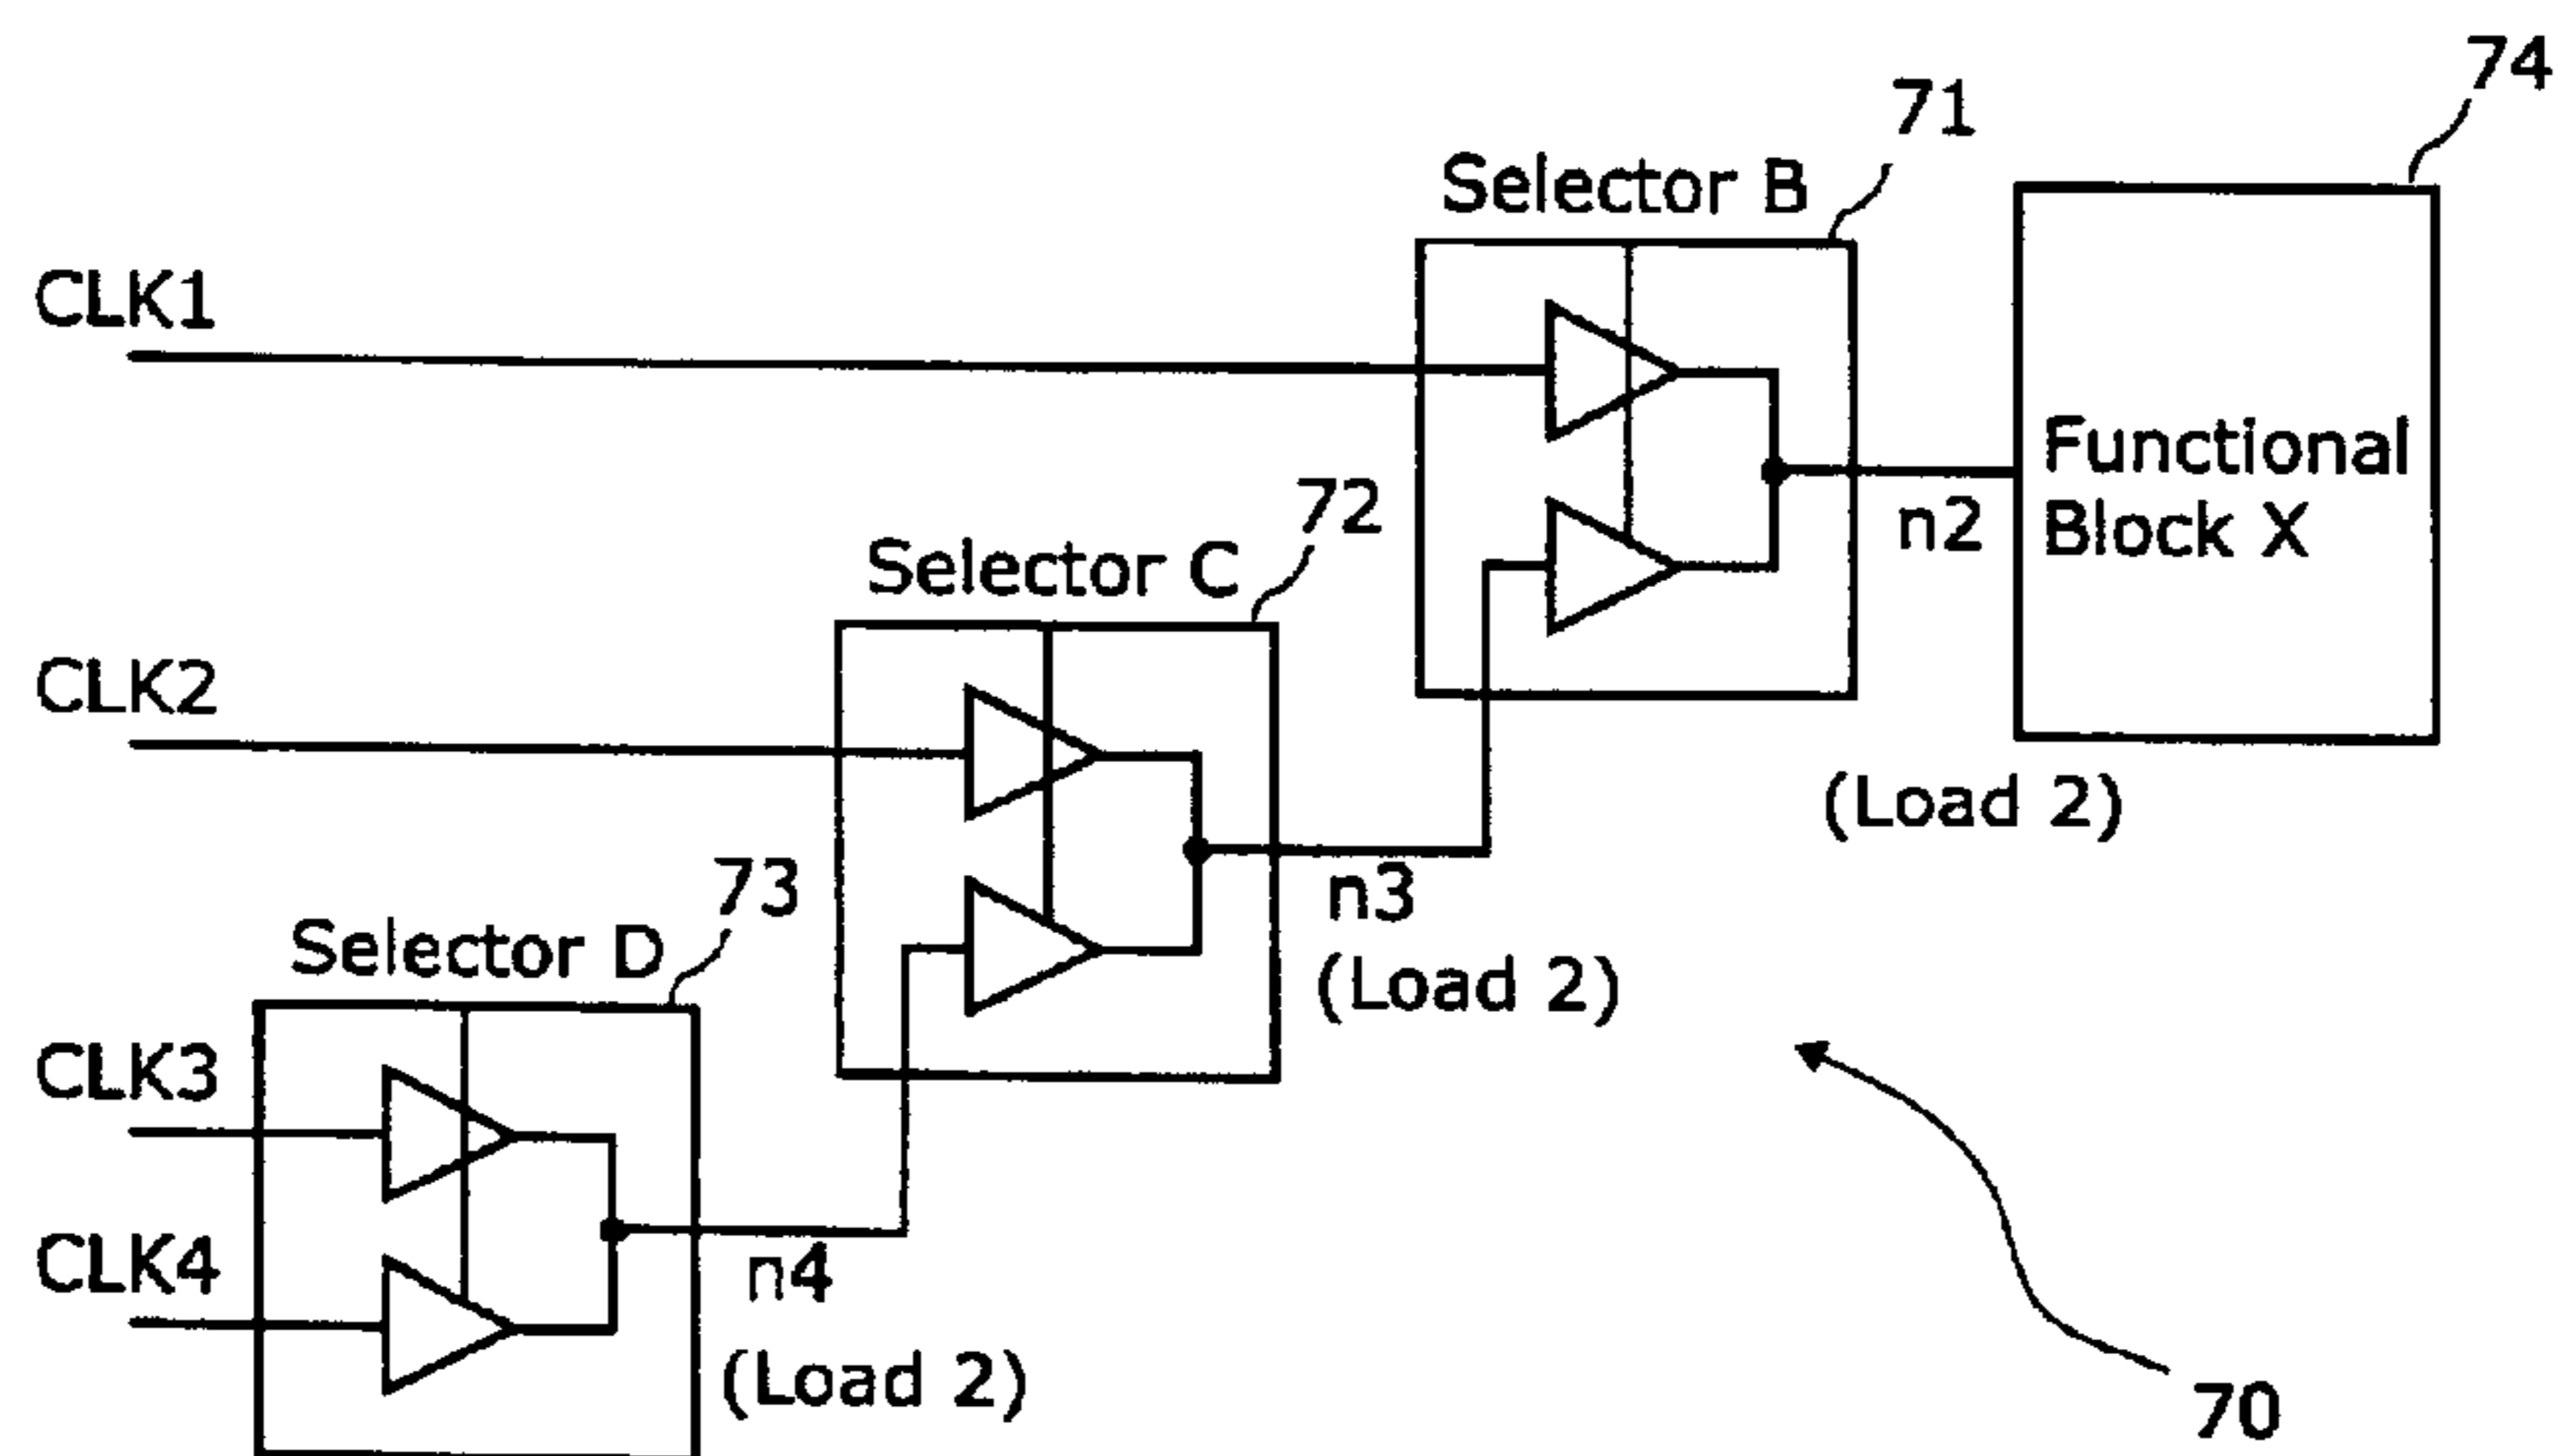 74
71
Selector B
CLK1
Functional
Block X
n2
72
Selector C
CLK2
(Load 2)
n3
73
Selector D
(Load 2)
CLK3
CLK4
n4
(Load 2)
70